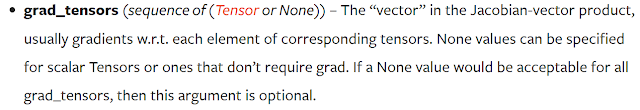 • grad_tensors (sequence of (Tensor or None)) – The “vector” in the Jacobian-vector product,
usually gradients w.r.t. each element of corresponding tensors. None values can be specified
for scalar Tensors or ones that don’t require grad. If a None value would be acceptable for all
grad_tensors, then this argument is optional.